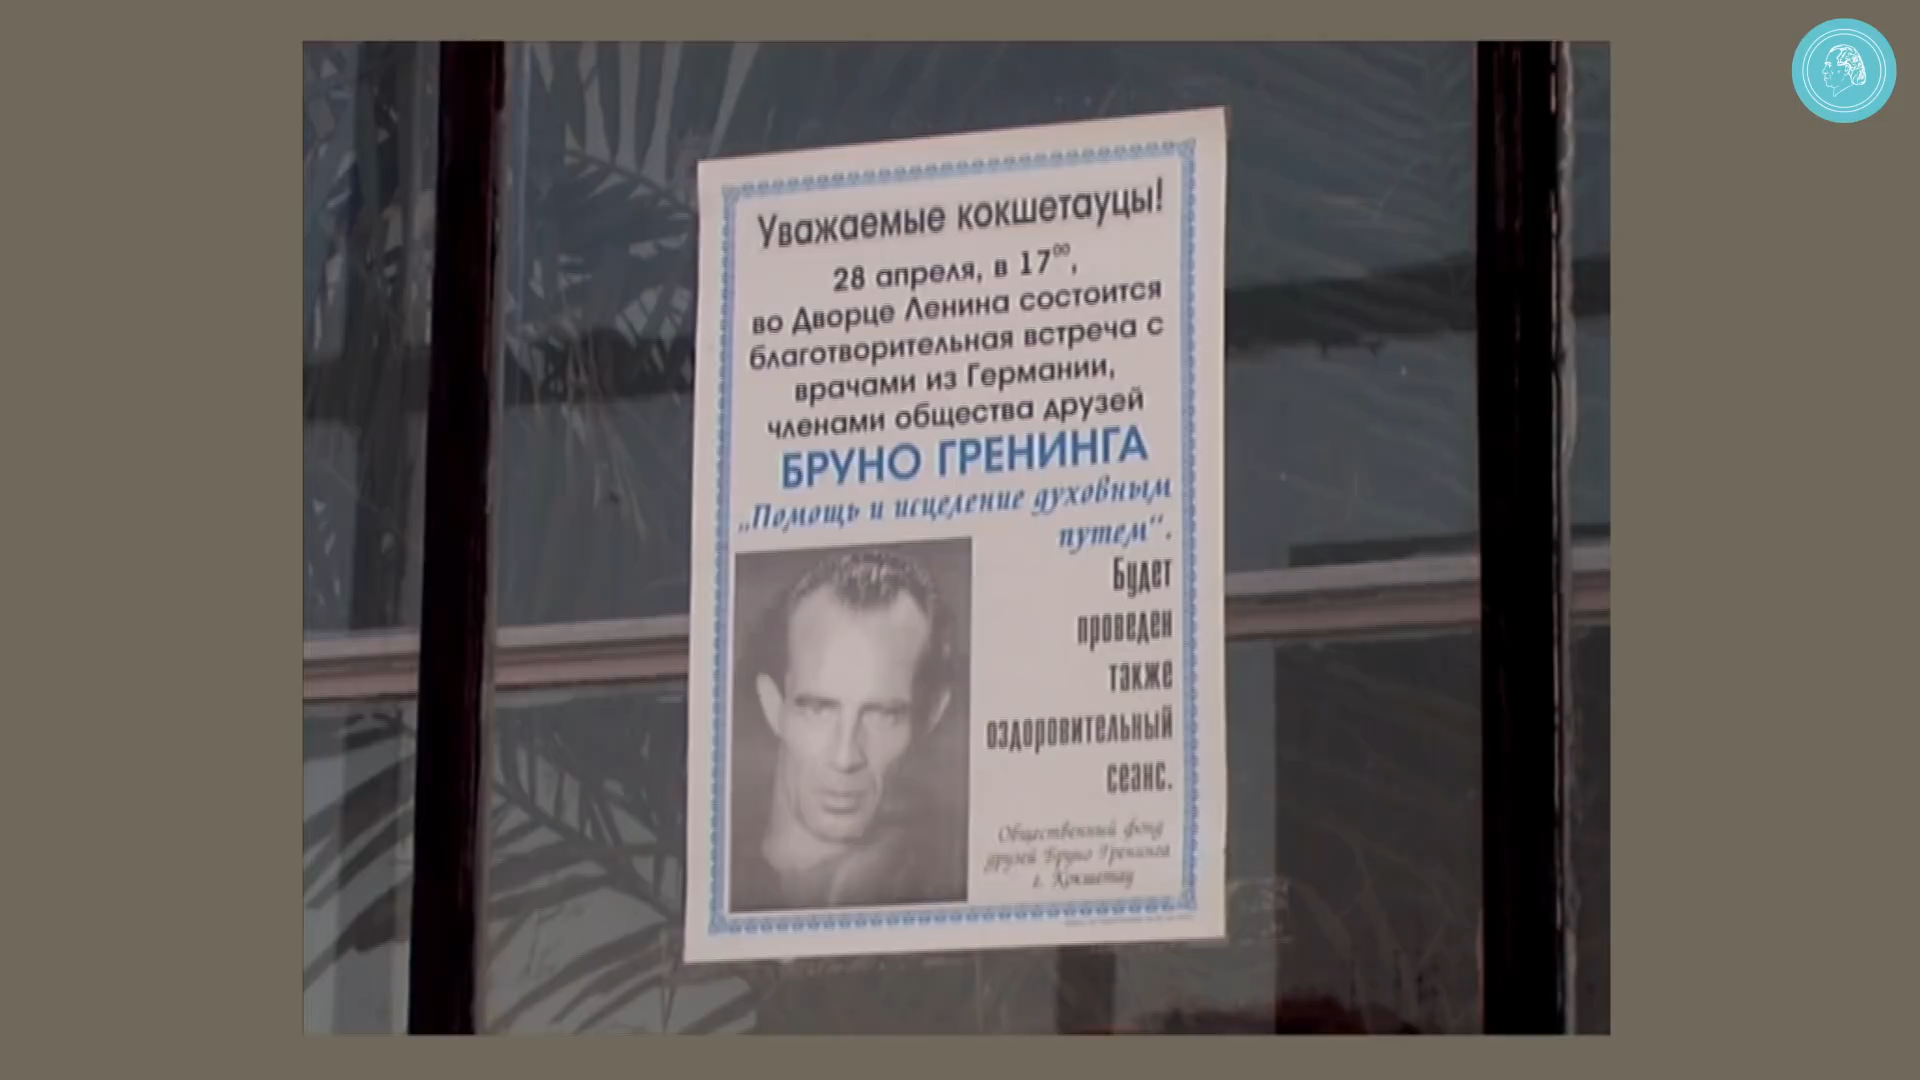 Уважаемые кокшетауцы!
28 апреля, в 17⁰⁰,
во Дворце Ленина состоится
благотворительная встреча с
врачами из Германии,
членами общества друзей
БРУНО ГРЕНИНГА
„Помощь и исцеление духовным
путем“.
Будет
проведен
также
оздоровительный
сеанс.
Общественный фонд
друзей Бруно Гренинга
г. Кокшетау